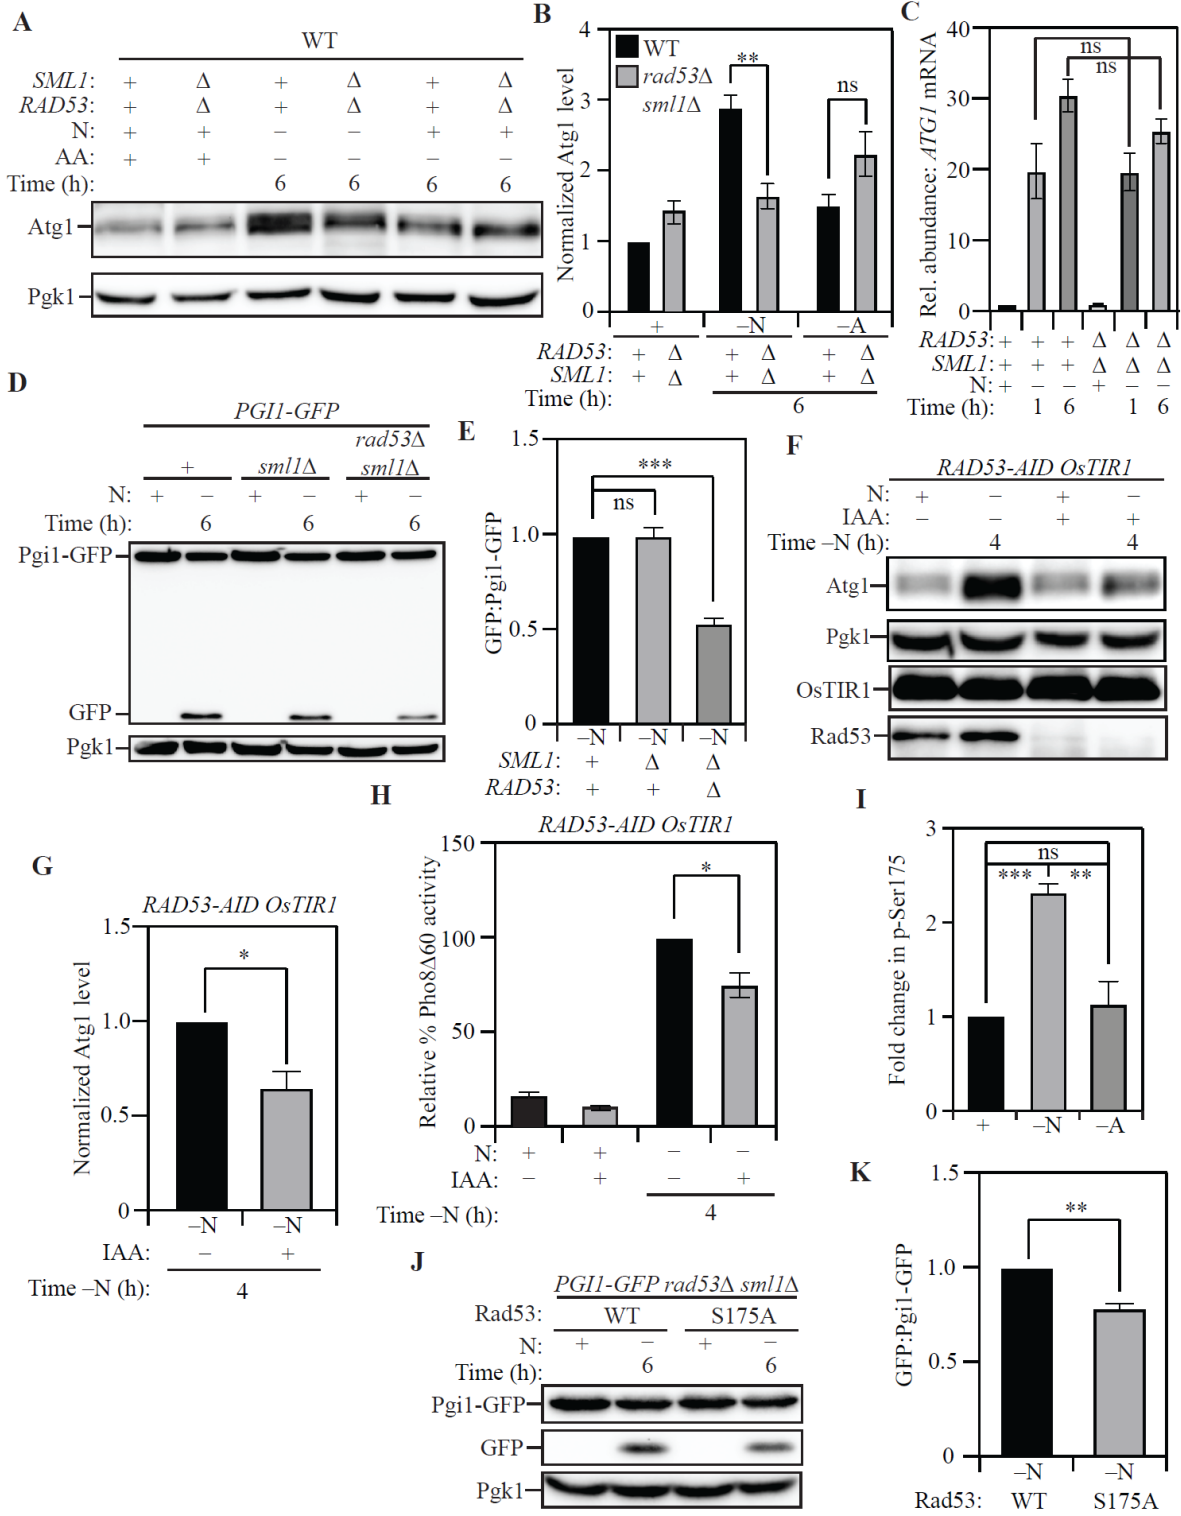 A
WT
SML1: + Δ + Δ + Δ
RAD53: + Δ + Δ + Δ
N: + + − − + +
AA: + + − − − −
Time (h): 6 6 6 6
Atg1
Pgk1
B
Normalized Atg1 level
4
3
2
1
0
WT
rad53Δ
sml1Δ
**
ns
+ −N −A
RAD53: + Δ + Δ + Δ
SML1: + Δ + Δ + Δ
Time (h): 6
C
Rel. abundance: ATG1 mRNA
40
30
20
10
0
ns
ns
RAD53: + + + Δ Δ Δ
SML1: + + + Δ Δ Δ
N: + − − + − −
Time (h): 1 6 1 6
D
PGI1-GFP
rad53Δ
+ sml1Δ sml1Δ
N: + − + − + −
Time (h): 6 6 6
Pgi1-GFP
GFP
Pgk1
E
GFP:Pgi1-GFP
1.5
1.0
0.5
0
***
ns
−N −N −N
SML1: + Δ Δ
RAD53: + + Δ
F
RAD53-AID OsTIR1
N: + − + −
IAA: − − + +
Time −N (h): 4 4
Atg1
Pgk1
OsTIR1
Rad53
G
RAD53-AID OsTIR1
Normalized Atg1 level
1.5
1.0
0.5
0
*
−N −N
IAA: − +
Time −N (h): 4
H
RAD53-AID OsTIR1
Relative % Pho8Δ60 activity
150
100
50
0
*
N: + + − −
IAA: − + − +
Time −N (h): 4
I
Fold change in p-Ser175
3
2
1
0
ns
*** **
+ −N −A
J
PGI1-GFP rad53Δ sml1Δ
Rad53: WT S175A
N: + − + −
Time (h): 6 6
Pgi1-GFP
GFP
Pgk1
K
GFP:Pgi1-GFP
1.5
1.0
0.5
0
**
−N −N
Rad53: WT S175A